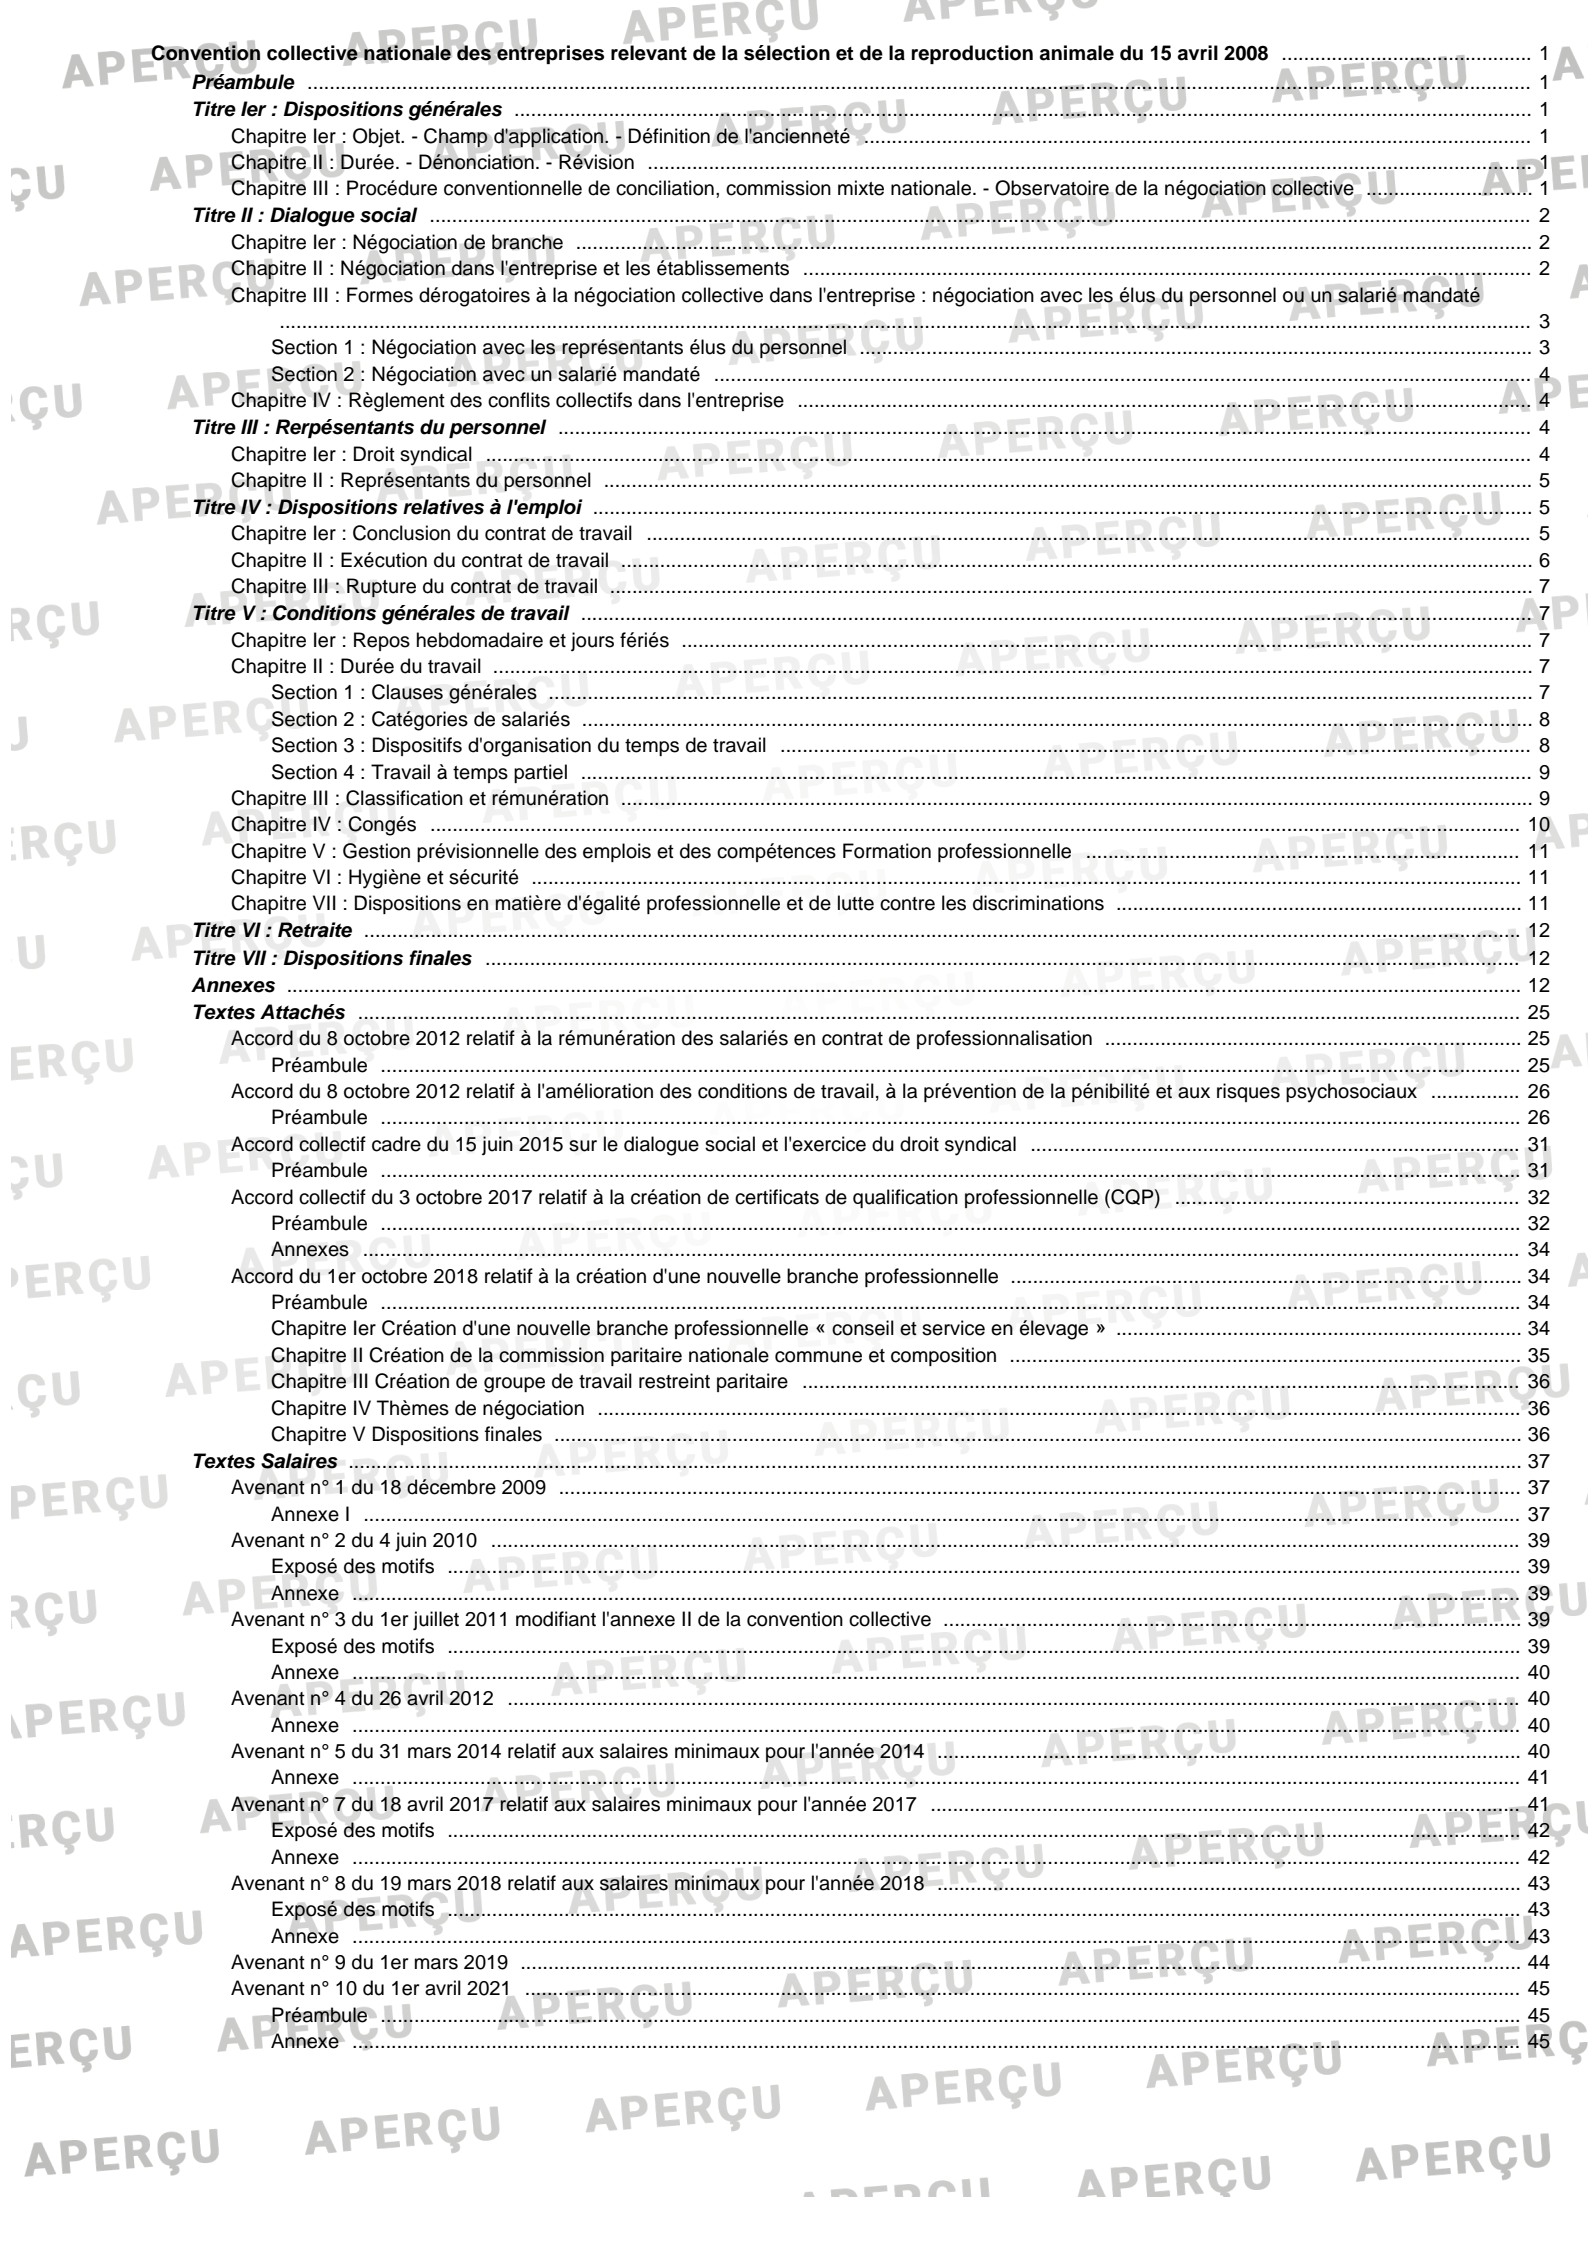 Convention collective nationale des entreprises relevant de la sélection et de la reproduction animale du 15 avril 2008 ... 1
Préambule ... 1
Titre Ier : Dispositions générales ... 1
Chapitre Ier : Objet. - Champ d'application. - Définition de l'ancienneté ... 1
Chapitre II : Durée. - Dénonciation. - Révision ... 1
Chapitre III : Procédure conventionnelle de conciliation, commission mixte nationale. - Observatoire de la négociation collective ... 1
Titre II : Dialogue social ... 2
Chapitre Ier : Négociation de branche ... 2
Chapitre II : Négociation dans l'entreprise et les établissements ... 2
Chapitre III : Formes dérogatoires à la négociation collective dans l'entreprise : négociation avec les élus du personnel ou un salarié mandaté
... 3
Section 1 : Négociation avec les représentants élus du personnel ... 3
Section 2 : Négociation avec un salarié mandaté ... 4
Chapitre IV : Règlement des conflits collectifs dans l'entreprise ... 4
Titre III : Rerpésentants du personnel ... 4
Chapitre Ier : Droit syndical ... 4
Chapitre II : Représentants du personnel ... 5
Titre IV : Dispositions relatives à l'emploi ... 5
Chapitre Ier : Conclusion du contrat de travail ... 5
Chapitre II : Exécution du contrat de travail ... 6
Chapitre III : Rupture du contrat de travail ... 7
Titre V : Conditions générales de travail ... 7
Chapitre Ier : Repos hebdomadaire et jours fériés ... 7
Chapitre II : Durée du travail ... 7
Section 1 : Clauses générales ... 7
Section 2 : Catégories de salariés ... 8
Section 3 : Dispositifs d'organisation du temps de travail ... 8
Section 4 : Travail à temps partiel ... 9
Chapitre III : Classification et rémunération ... 9
Chapitre IV : Congés ... 10
Chapitre V : Gestion prévisionnelle des emplois et des compétences Formation professionnelle ... 11
Chapitre VI : Hygiène et sécurité ... 11
Chapitre VII : Dispositions en matière d'égalité professionnelle et de lutte contre les discriminations ... 11
Titre VI : Retraite ... 12
Titre VII : Dispositions finales ... 12
Annexes ... 12
Textes Attachés ... 25
Accord du 8 octobre 2012 relatif à la rémunération des salariés en contrat de professionnalisation ... 25
Préambule ... 25
Accord du 8 octobre 2012 relatif à l'amélioration des conditions de travail, à la prévention de la pénibilité et aux risques psychosociaux ... 26
Préambule ... 26
Accord collectif cadre du 15 juin 2015 sur le dialogue social et l'exercice du droit syndical ... 31
Préambule ... 31
Accord collectif du 3 octobre 2017 relatif à la création de certificats de qualification professionnelle (CQP) ... 32
Préambule ... 32
Annexes ... 34
Accord du 1er octobre 2018 relatif à la création d'une nouvelle branche professionnelle ... 34
Préambule ... 34
Chapitre Ier Création d'une nouvelle branche professionnelle « conseil et service en élevage » ... 34
Chapitre II Création de la commission paritaire nationale commune et composition ... 35
Chapitre III Création de groupe de travail restreint paritaire ... 36
Chapitre IV Thèmes de négociation ... 36
Chapitre V Dispositions finales ... 36
Textes Salaires ... 37
Avenant n° 1 du 18 décembre 2009 ... 37
Annexe I ... 37
Avenant n° 2 du 4 juin 2010 ... 39
Exposé des motifs ... 39
Annexe ... 39
Avenant n° 3 du 1er juillet 2011 modifiant l'annexe II de la convention collective ... 39
Exposé des motifs ... 39
Annexe ... 40
Avenant n° 4 du 26 avril 2012 ... 40
Annexe ... 40
Avenant n° 5 du 31 mars 2014 relatif aux salaires minimaux pour l'année 2014 ... 40
Annexe ... 41
Avenant n° 7 du 18 avril 2017 relatif aux salaires minimaux pour l'année 2017 ... 41
Exposé des motifs ... 42
Annexe ... 42
Avenant n° 8 du 19 mars 2018 relatif aux salaires minimaux pour l'année 2018 ... 43
Exposé des motifs ... 43
Annexe ... 43
Avenant n° 9 du 1er mars 2019 ... 44
Avenant n° 10 du 1er avril 2021 ... 45
Préambule ... 45
Annexe ... 45
APERÇU